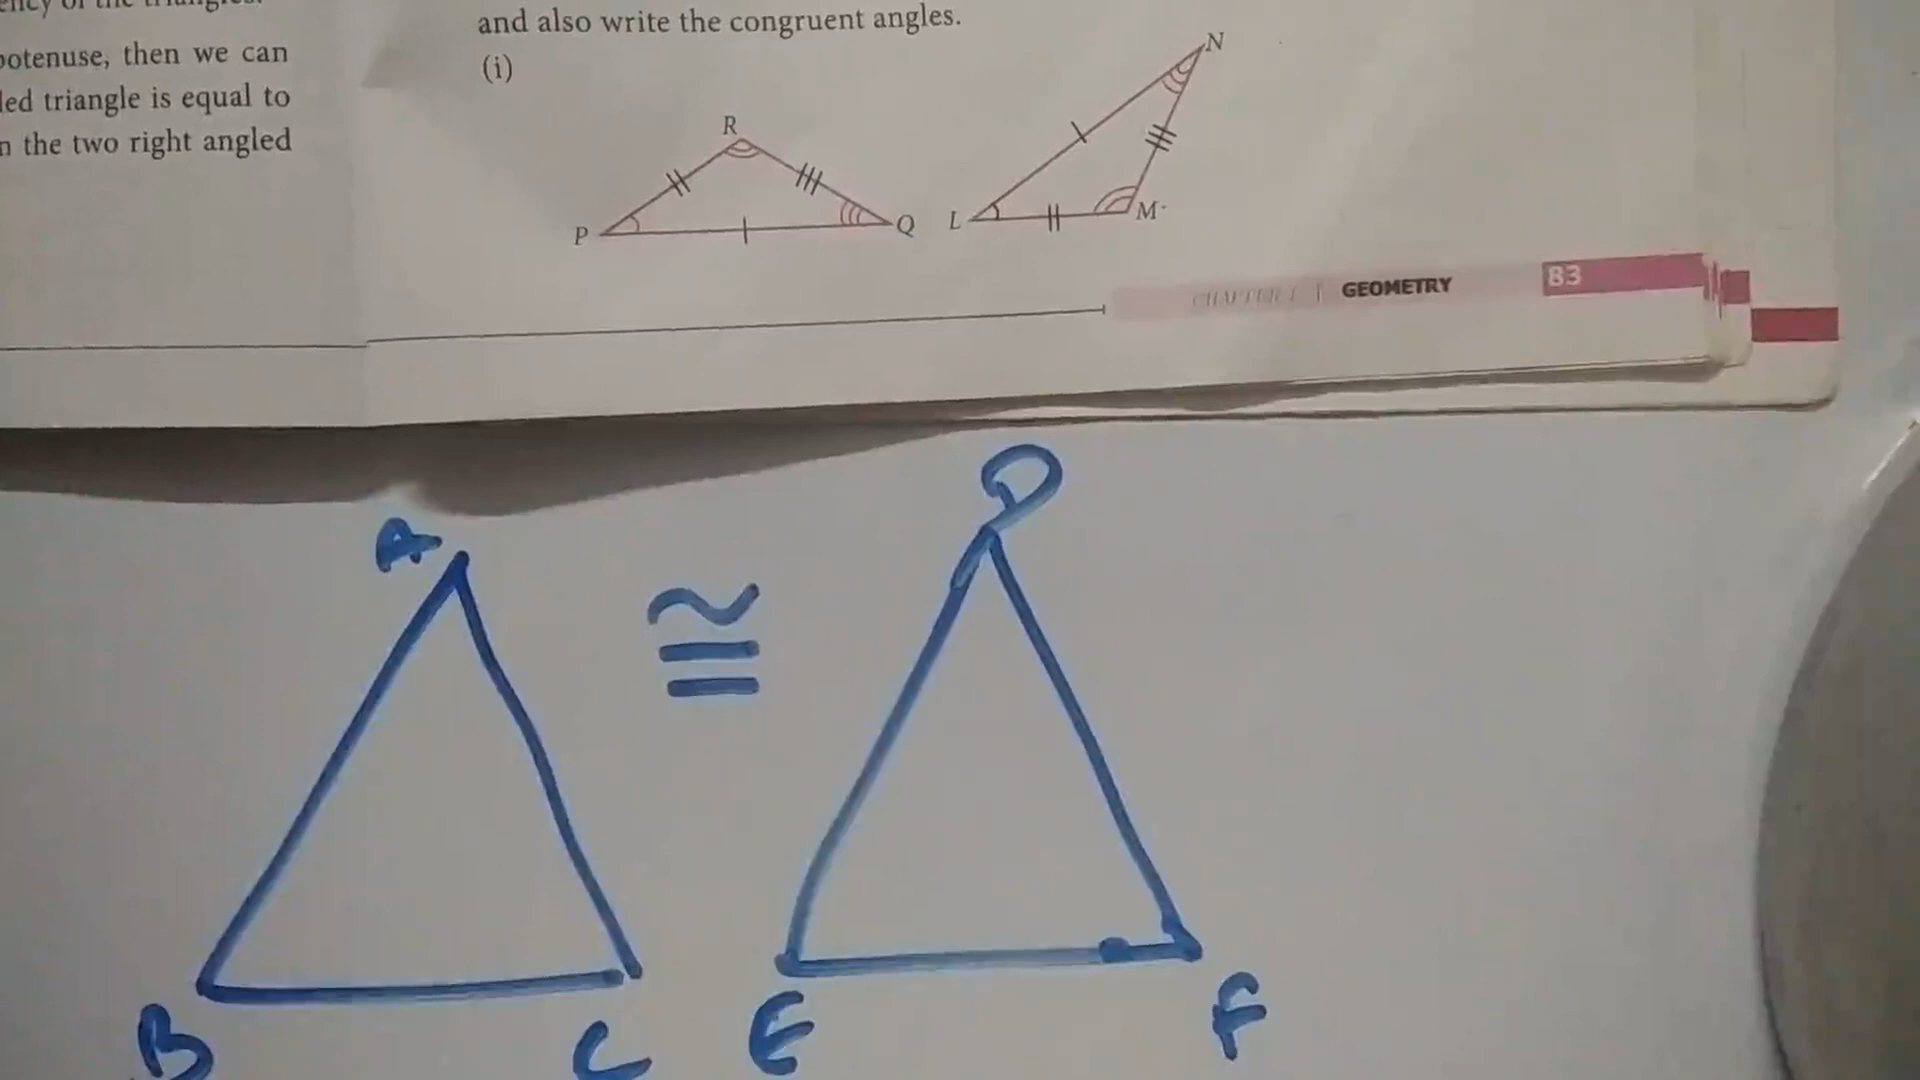 potenuse, then we can
led triangle is equal to
n the two right angled
and also write the congruent angles.
(i)
R
P
Q
N
L
M
GEOMETRY
83
A
B
C
≅
D
E
F